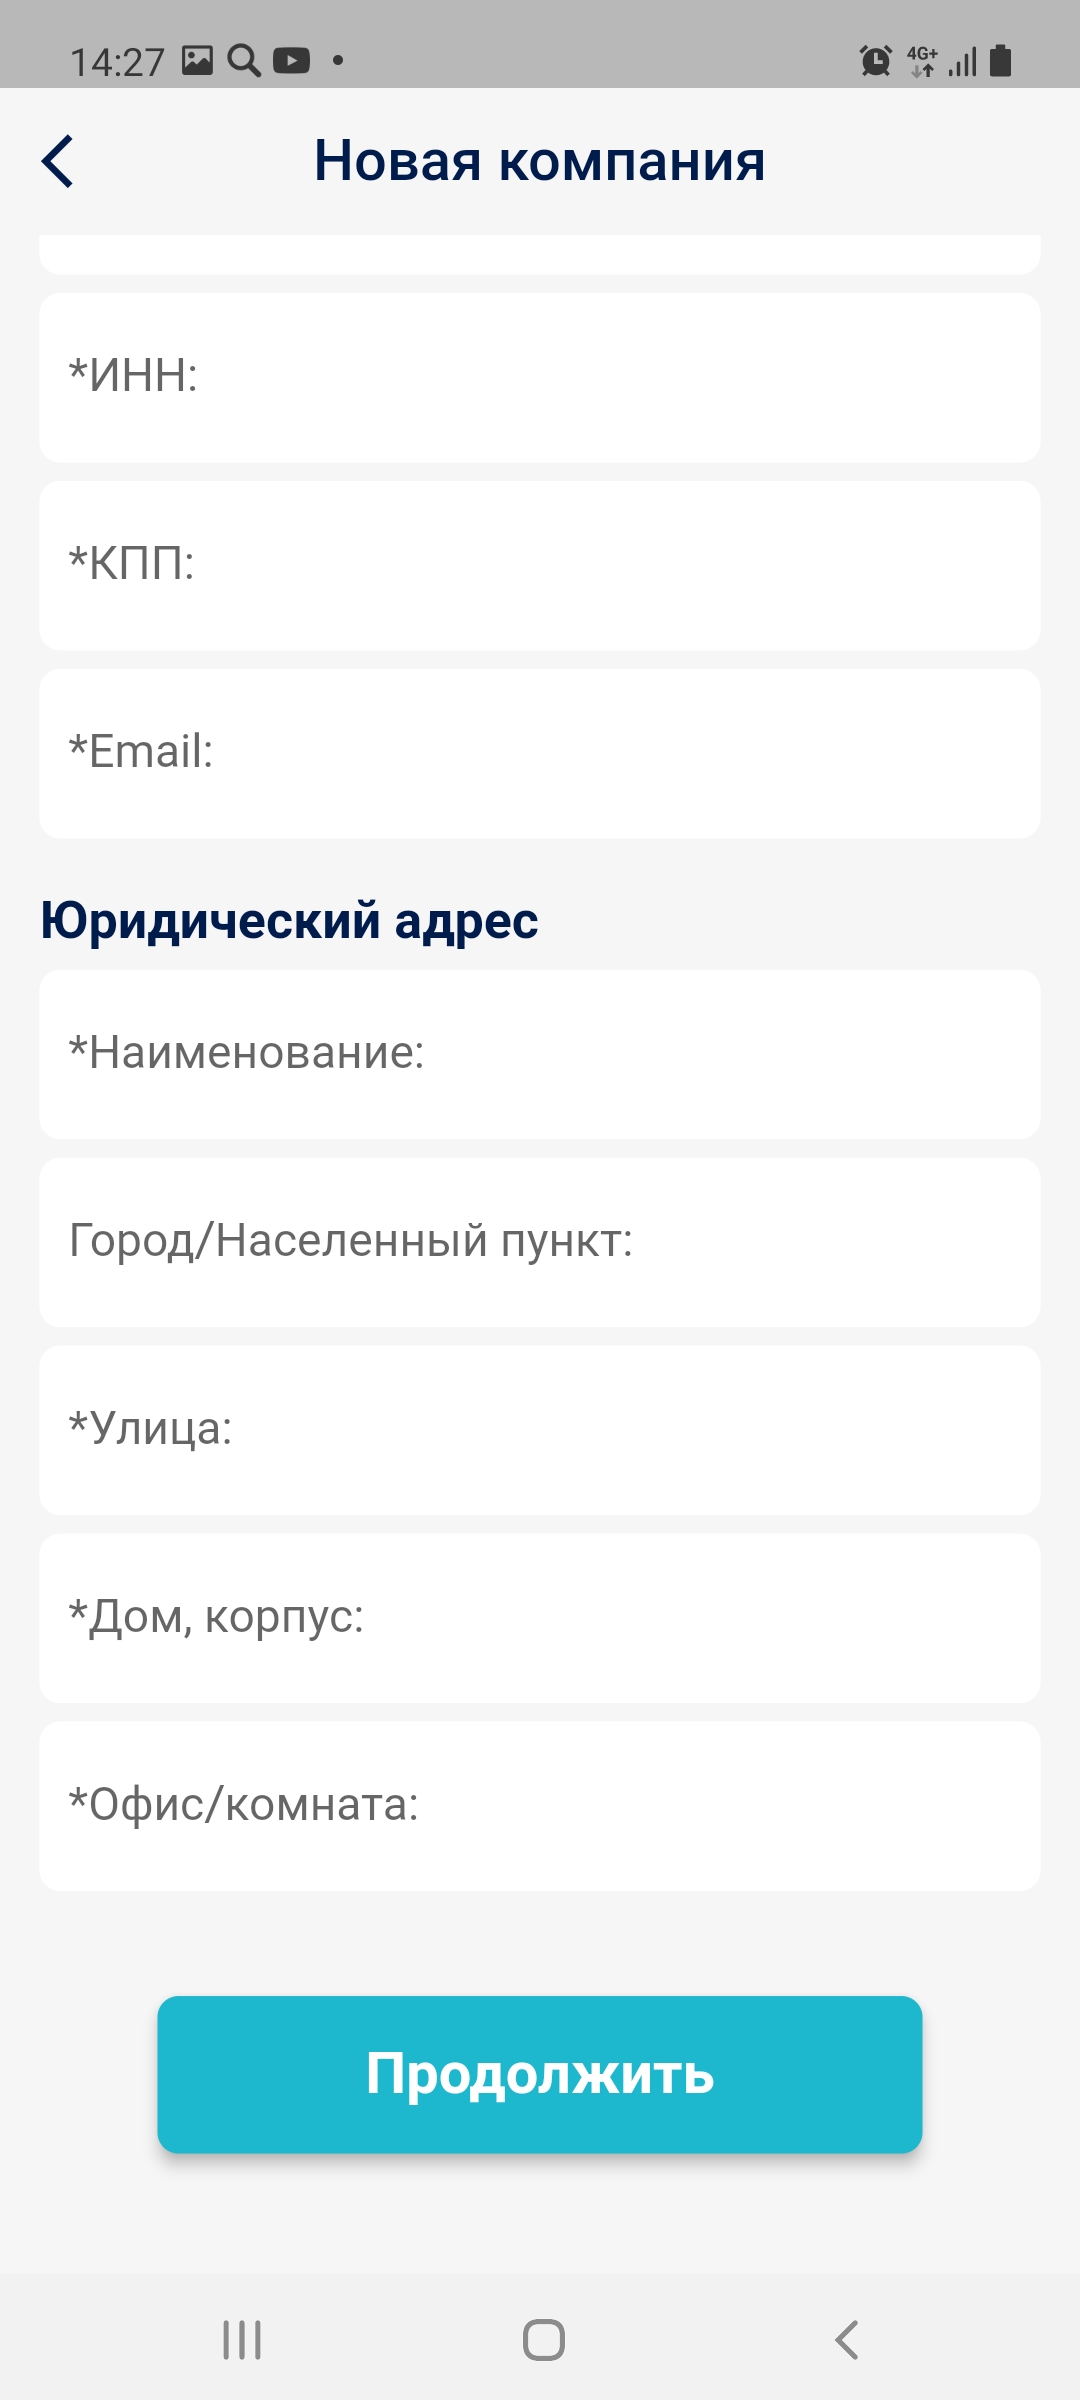 14:27
4G+
Новая компания
*ИНН:
*КПП:
*Email:
Юридический адрес
*Наименование:
Город/Населенный пункт:
*Улица:
*Дом, корпус:
*Офис/комната:
Продолжить